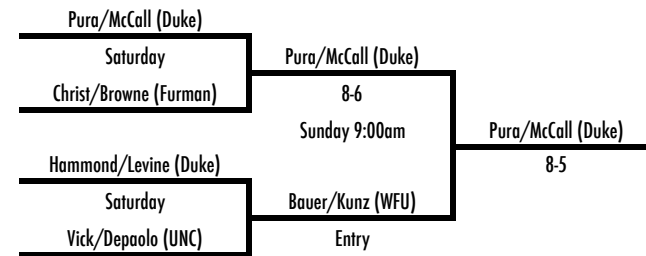 Pura/McCall (Duke)
Saturday
Christ/Browne (Furman)
Pura/McCall (Duke)
8-6
Sunday 9:00am
Pura/McCall (Duke)
8-5
Hammond/Levine (Duke)
Saturday
Vick/Depaolo (UNC)
Bauer/Kunz (WFU)
Entry